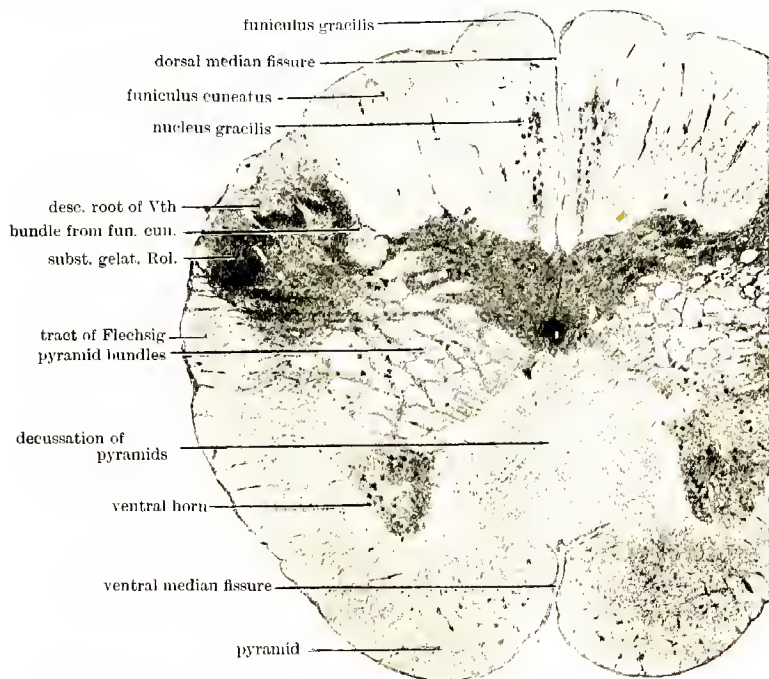 funiculus gracilis
dorsal median fissure
funiculus cuneatus
nucleus gracilis
desc. root of Vth
bundle from fun. cun.
subst. gelat. Rol.
tract of Flechsig
pyramid bundles
decussation of
pyramids
ventral horn
ventral median fissure
pyramid